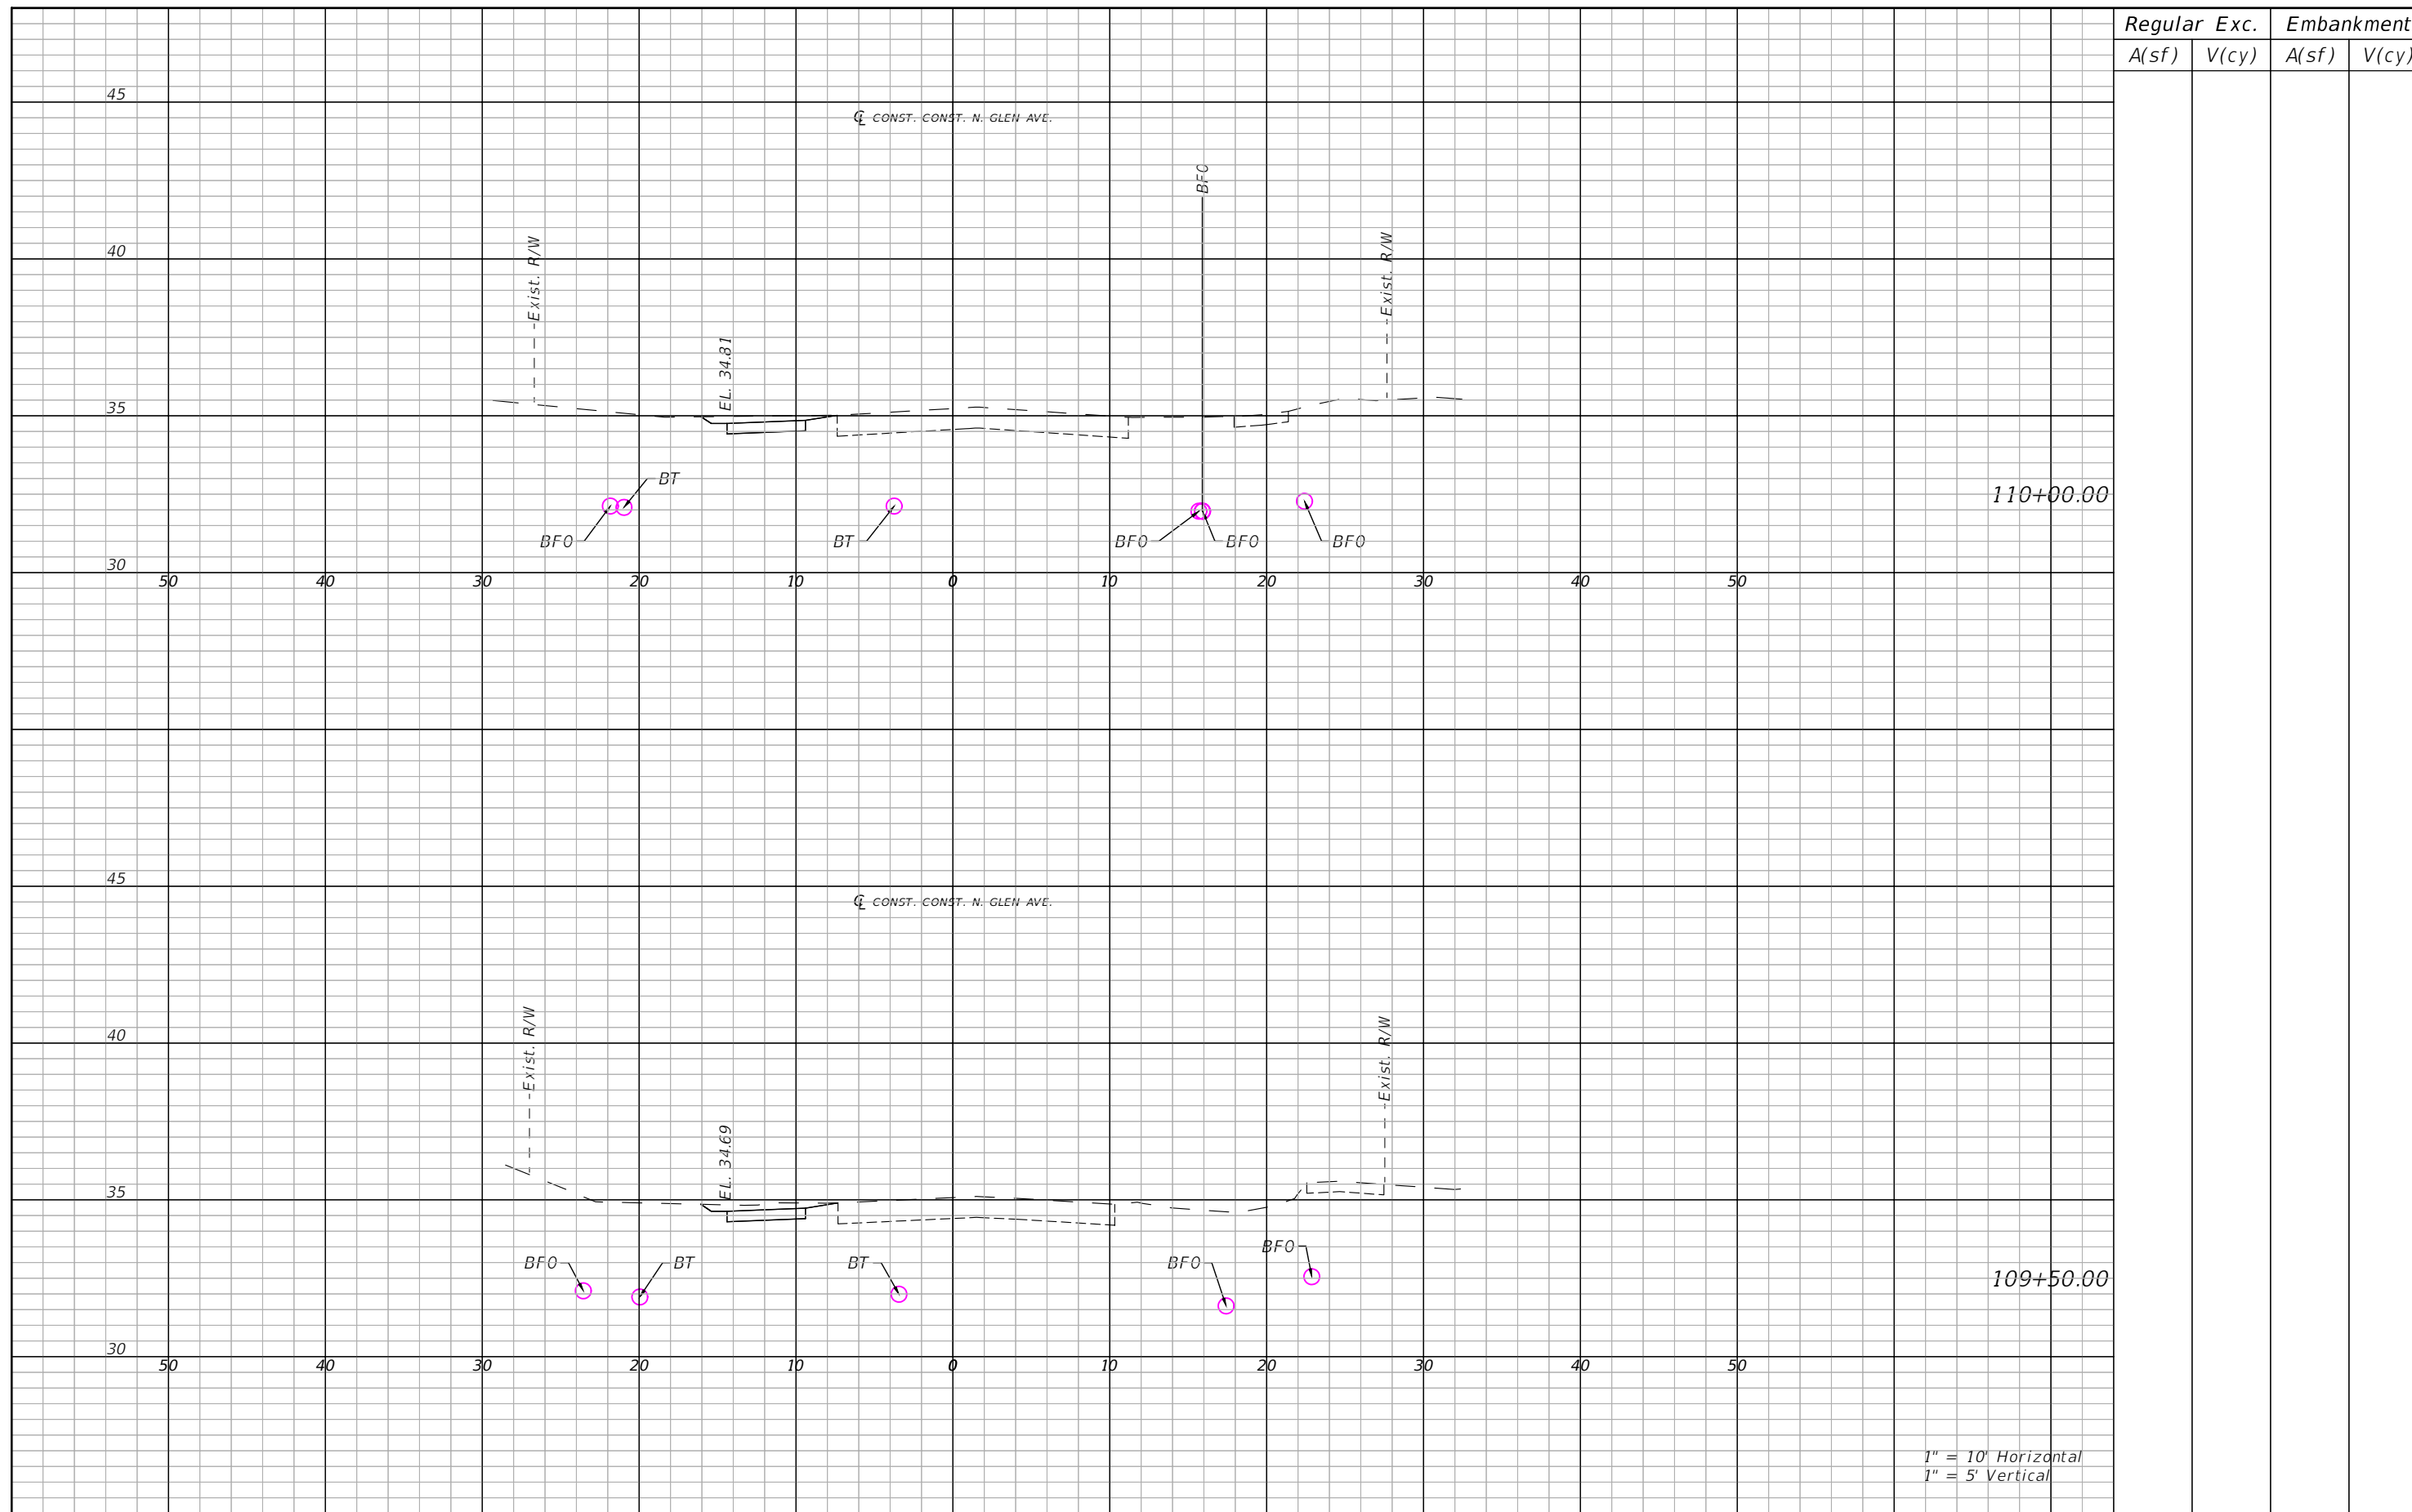 Regular Exc. Embankment
A(sf) V(cy) A(sf) V(cy)
45
℄ CONST. CONST. N. GLEN AVE.
BFO
40
Exist. R/W
Exist. R/W
EL. 34.81
35
BT
110+00.00
BFO BT BFO BFO BFO
30
50 40 30 20 10 0 10 20 30 40 50
45
℄ CONST. CONST. N. GLEN AVE.
40
Exist. R/W
Exist. R/W
EL. 34.69
35
BFO
BFO BT BT BFO
109+50.00
30
50 40 30 20 10 0 10 20 30 40 50
1" = 10' Horizontal
1" = 5' Vertical